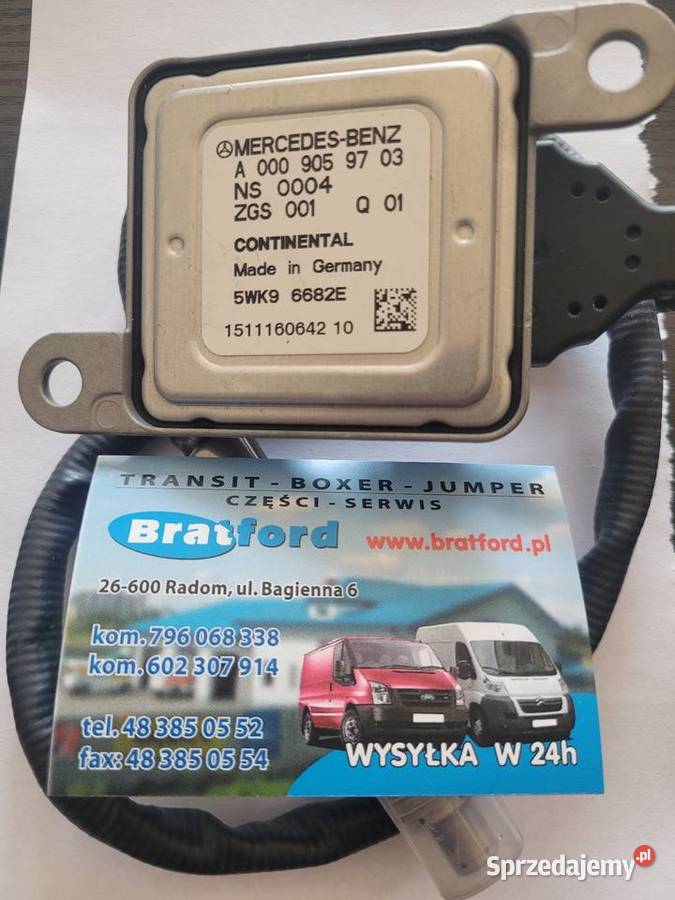 MERCEDES-BENZ
A 000 905 97 03
NS 0004
ZGS 001 Q 01
CONTINENTAL
Made in Germany
5WK9 6682E
1511160642 10
TRANSIT - BOXER - JUMPER
CZĘŚCI - SERWIS
Bratford www.bratford.pl
26-600 Radom, ul. Bagienna 6
kom. 796 068 338
kom. 602 307 914
tel. 48 385 05 52
fax: 48 385 05 54
WYSYŁKA W 24h
Sprzedajemy.pl